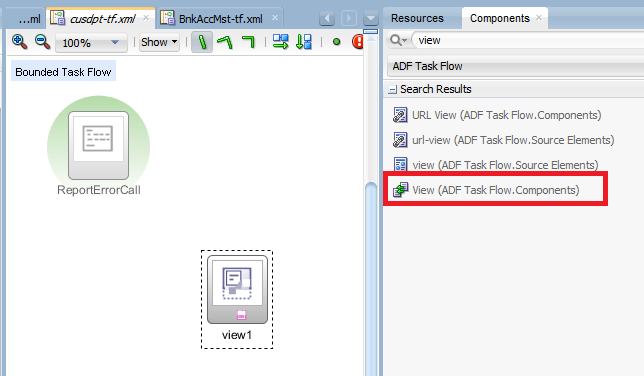 ...ml
cusdpt-tf.xml
BnkAccMst-tf.xml
100%
Show
Bounded Task Flow
ReportErrorCall
view1
Resources
Components
view
ADF Task Flow
Search Results
URL View (ADF Task Flow.Components)
url-view (ADF Task Flow.Source Elements)
view (ADF Task Flow.Source Elements)
View (ADF Task Flow.Components)